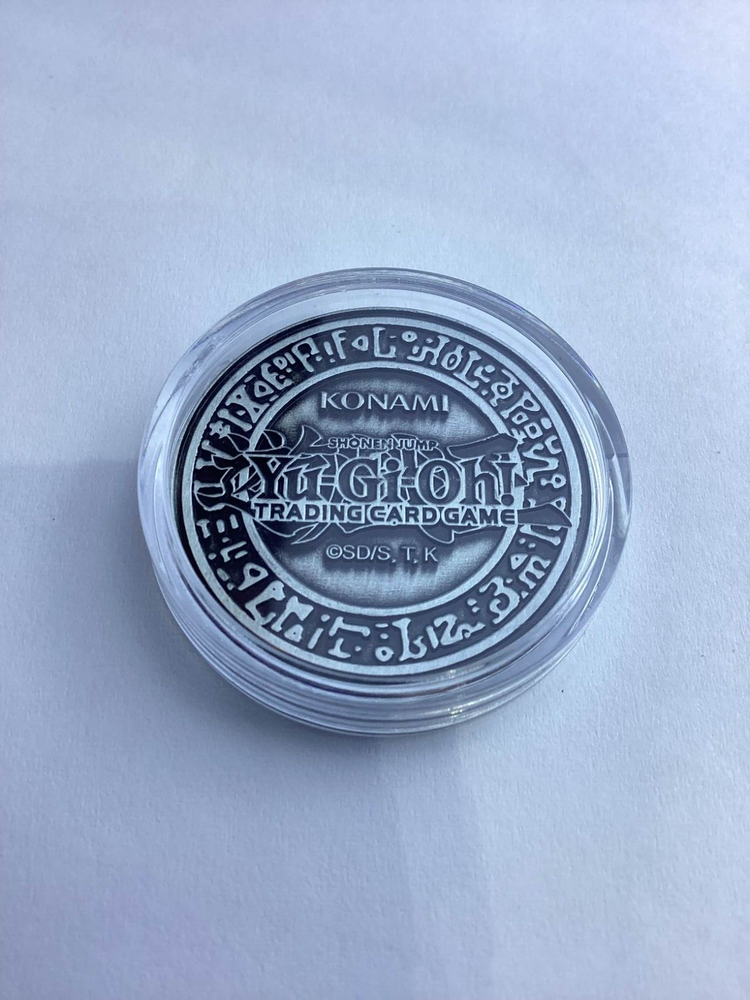 KONAMI
SHONEN JUMP
Yu-Gi-Oh!
TRADING CARD GAME
©SD/S, T, K